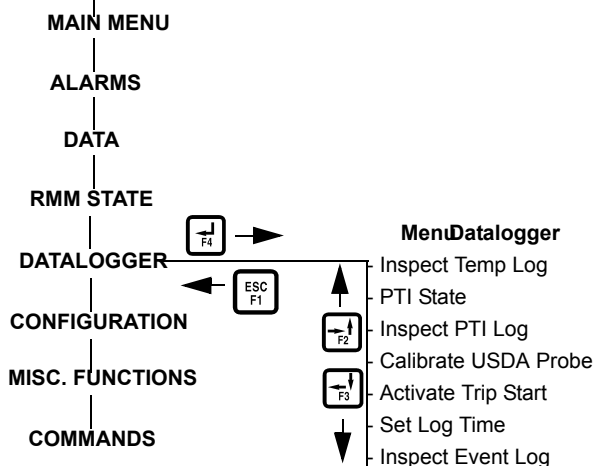 MAIN MENU
ALARMS
DATA
RMM STATE
F4
DATALOGGER
ESC
F1
CONFIGURATION
MISC. FUNCTIONS
COMMANDS
MenuDatalogger
- Inspect Temp Log
- PTI State
F2
- Inspect PTI Log
- Calibrate USDA Probe
F3
- Activate Trip Start
- Set Log Time
- Inspect Event Log